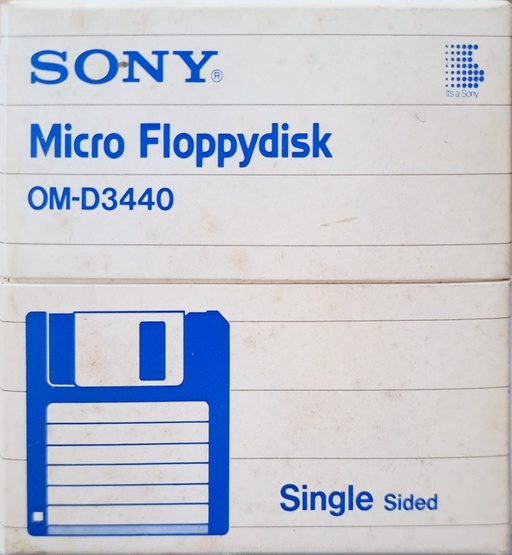 SONY®
It's a Sony
Micro Floppydisk
OM-D3440
Single Sided